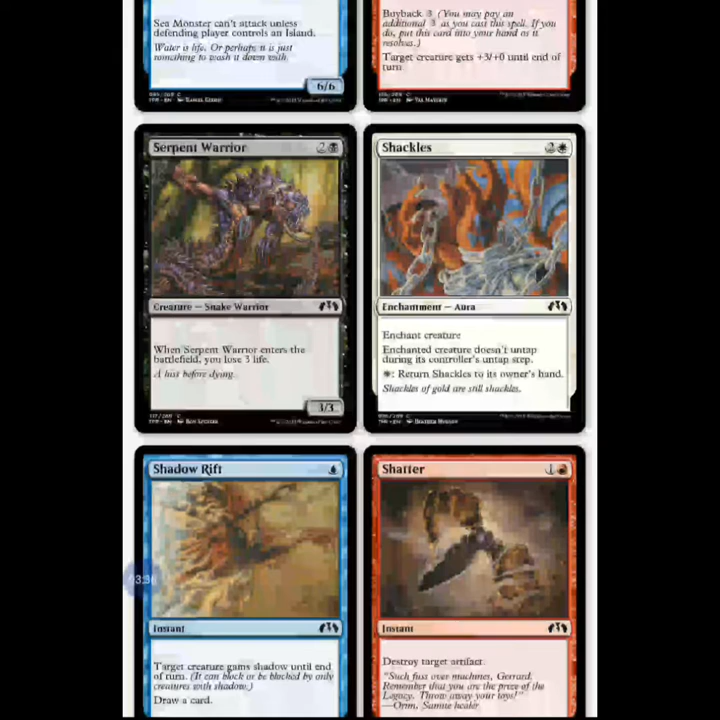 Sea Monster can't attack unless
defending player controls an Island.
Water is life. Or perhaps it is just
something to wash it down with.
6/6
Buyback 3 (You may pay an
additional 3 as you cast this spell. If you
do, put this card into your hand as it
resolves.)
Target creature gets +3/+0 until end of
turn.
Serpent Warrior 2
Creature — Snake Warrior
When Serpent Warrior enters the
battlefield, you lose 3 life.
A hiss before dying.
3/3
Shackles 2
Enchantment — Aura
Enchant creature
Enchanted creature doesn't untap
during its controller's untap step.
: Return Shackles to its owner's hand.
Shackles of gold are still shackles.
Shadow Rift
Instant
Target creature gains shadow until end
of turn. (It can block or be blocked by only
creatures with shadow.)
Draw a card.
Shatter 1
Instant
Destroy target artifact.
"Such fuss over machines, Gerrard.
Remember that you are the prize of the
Legacy. Throw away your toys!"
—Orim, Samite healer